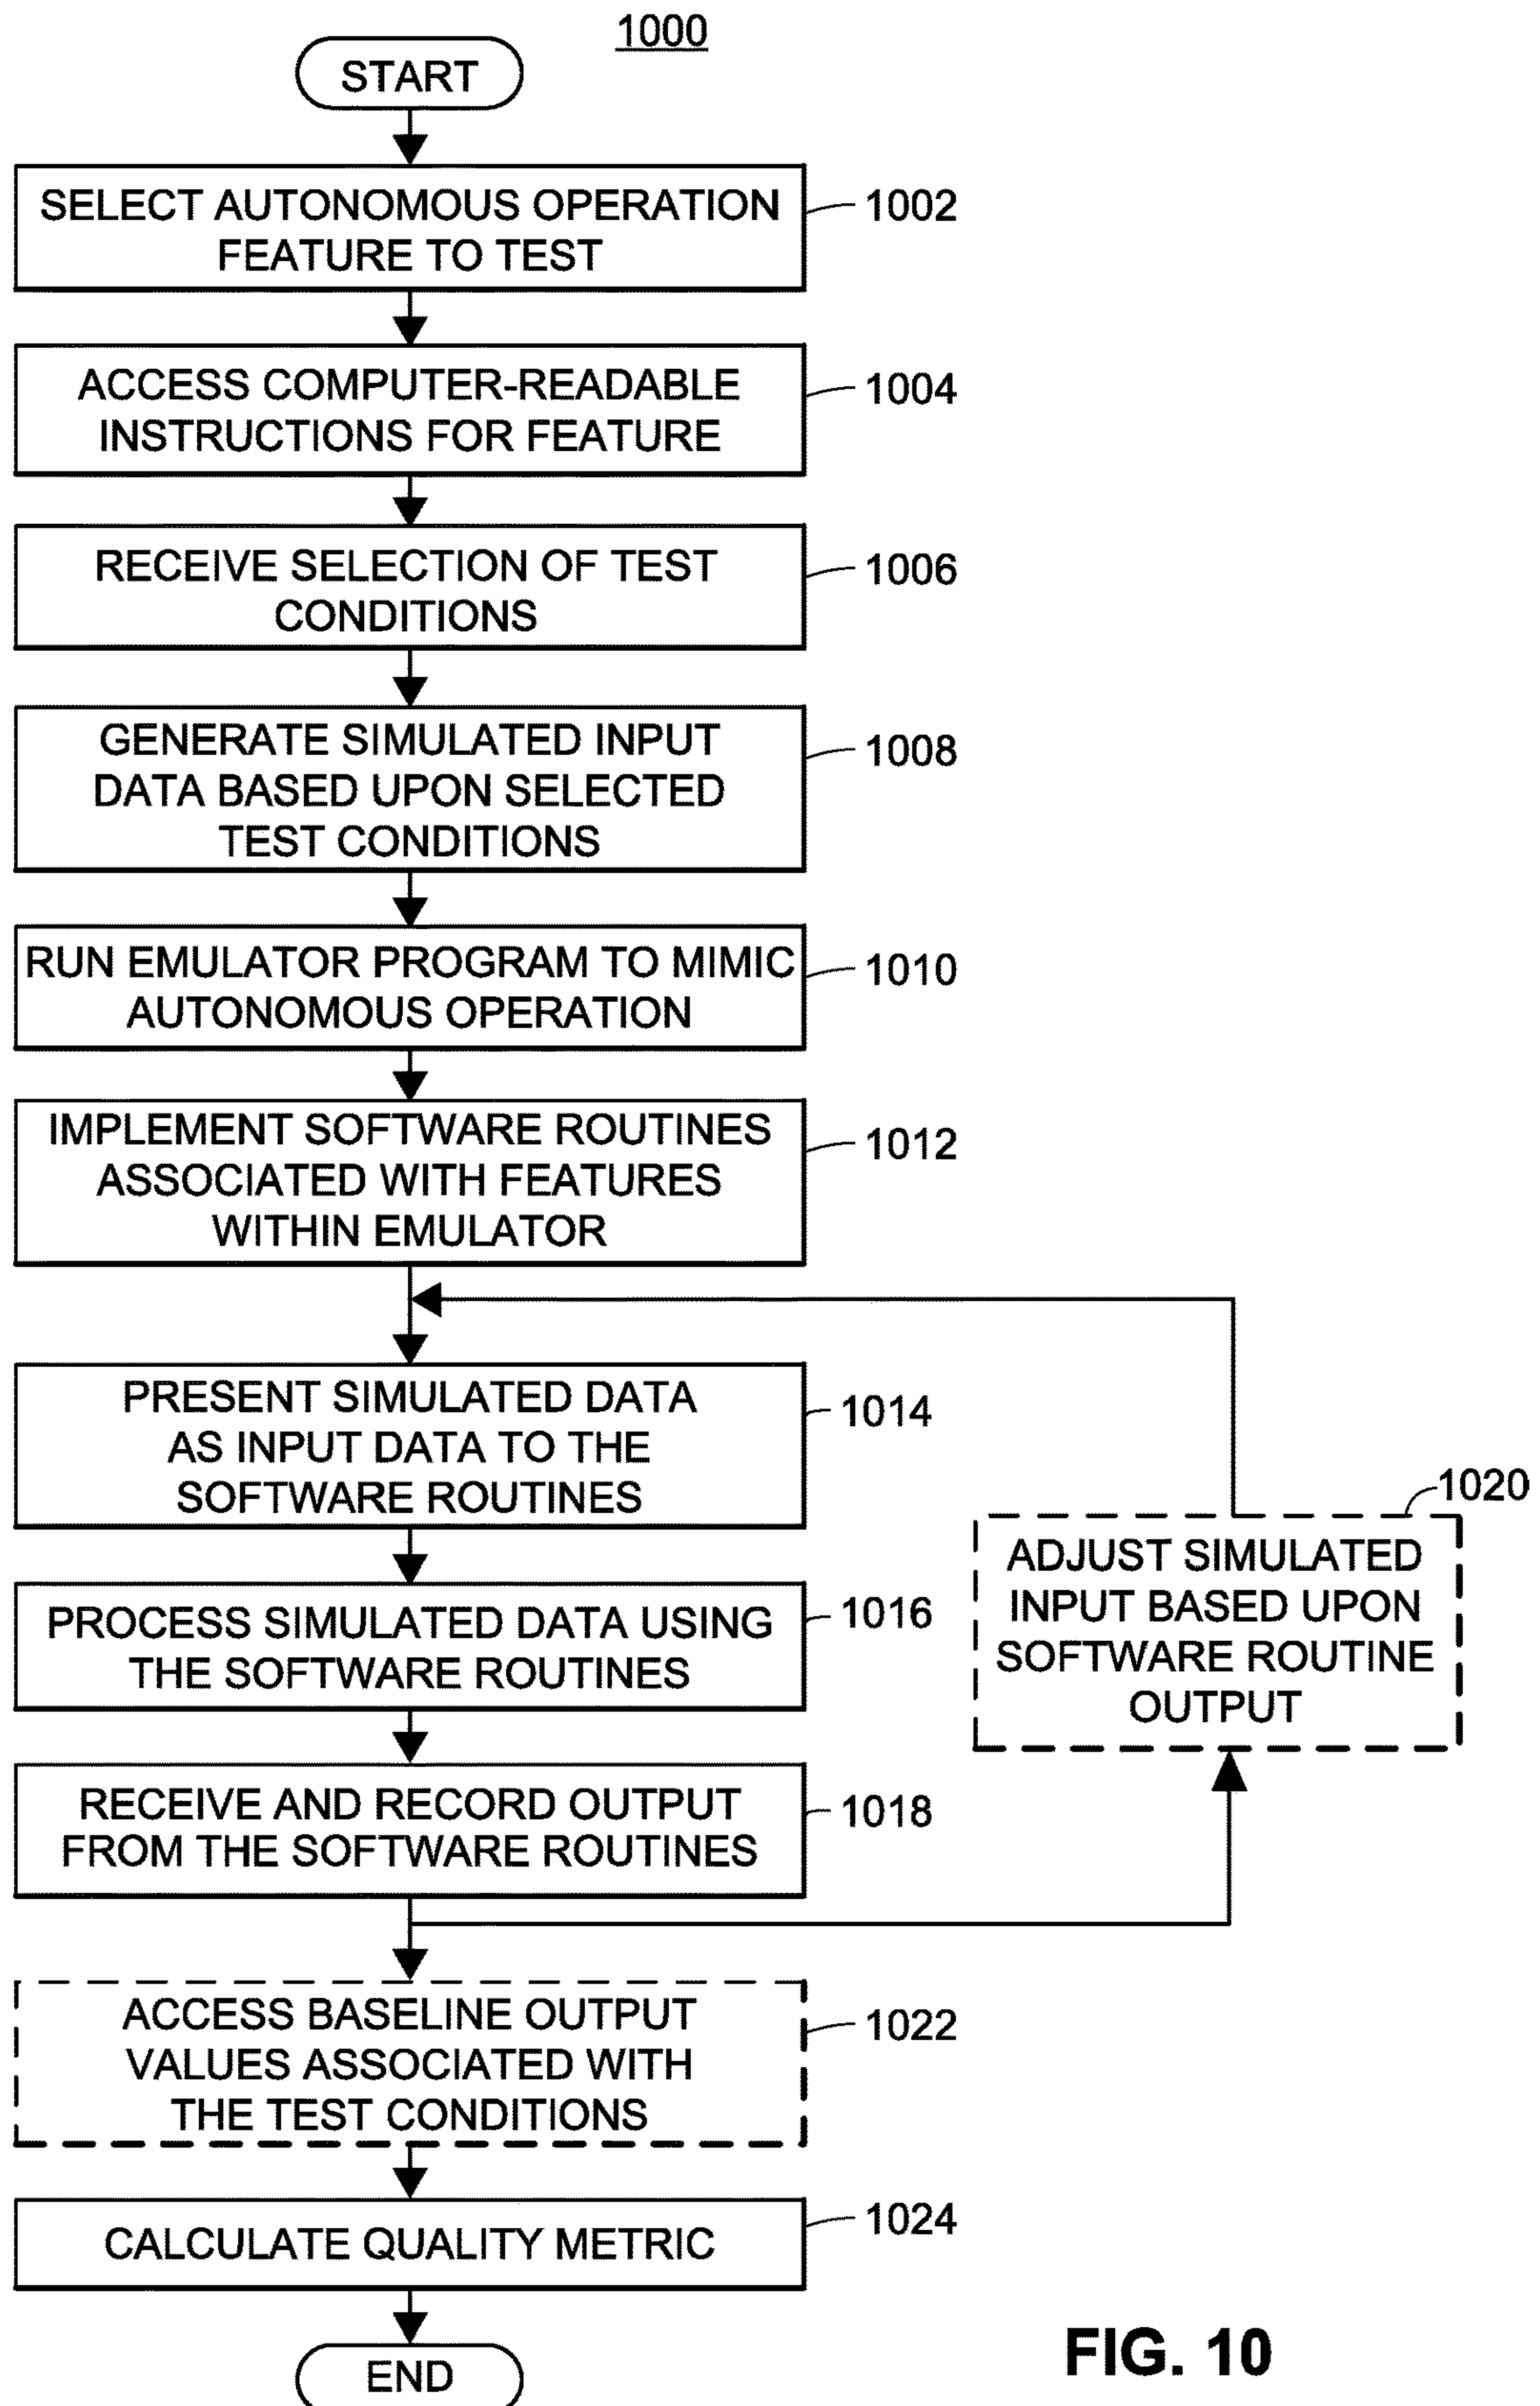 1000
START
SELECT AUTONOMOUS OPERATION
FEATURE TO TEST
1002
ACCESS COMPUTER-READABLE
INSTRUCTIONS FOR FEATURE
1004
RECEIVE SELECTION OF TEST
CONDITIONS
1006
GENERATE SIMULATED INPUT
DATA BASED UPON SELECTED
TEST CONDITIONS
1008
RUN EMULATOR PROGRAM TO MIMIC
AUTONOMOUS OPERATION
1010
IMPLEMENT SOFTWARE ROUTINES
ASSOCIATED WITH FEATURES
WITHIN EMULATOR
1012
PRESENT SIMULATED DATA
AS INPUT DATA TO THE
SOFTWARE ROUTINES
1014
PROCESS SIMULATED DATA USING
THE SOFTWARE ROUTINES
1016
RECEIVE AND RECORD OUTPUT
FROM THE SOFTWARE ROUTINES
1018
1020
ADJUST SIMULATED
INPUT BASED UPON
SOFTWARE ROUTINE
OUTPUT
ACCESS BASELINE OUTPUT
VALUES ASSOCIATED WITH
THE TEST CONDITIONS
1022
CALCULATE QUALITY METRIC
1024
END
FIG. 10